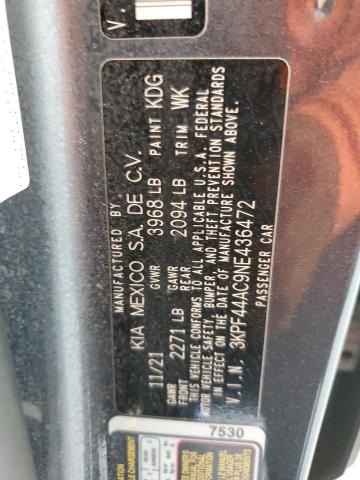 MANUFACTURED BY
KIA MEXICO S.A. DE C.V.
11/21 GVWR 3968 LB PAINT KDG
GAWR FRONT 2271 LB GAWR REAR 2094 LB TRIM WK
THIS VEHICLE CONFORMS TO ALL APPLICABLE U.S.A. FEDERAL
MOTOR VEHICLE SAFETY, BUMPER, AND THEFT PREVENTION STANDARDS
IN EFFECT ON THE DATE OF MANUFACTURE SHOWN ABOVE.
V.I.N. 3KPF44AC9NE436472
PASSENGER CAR
7530
V.